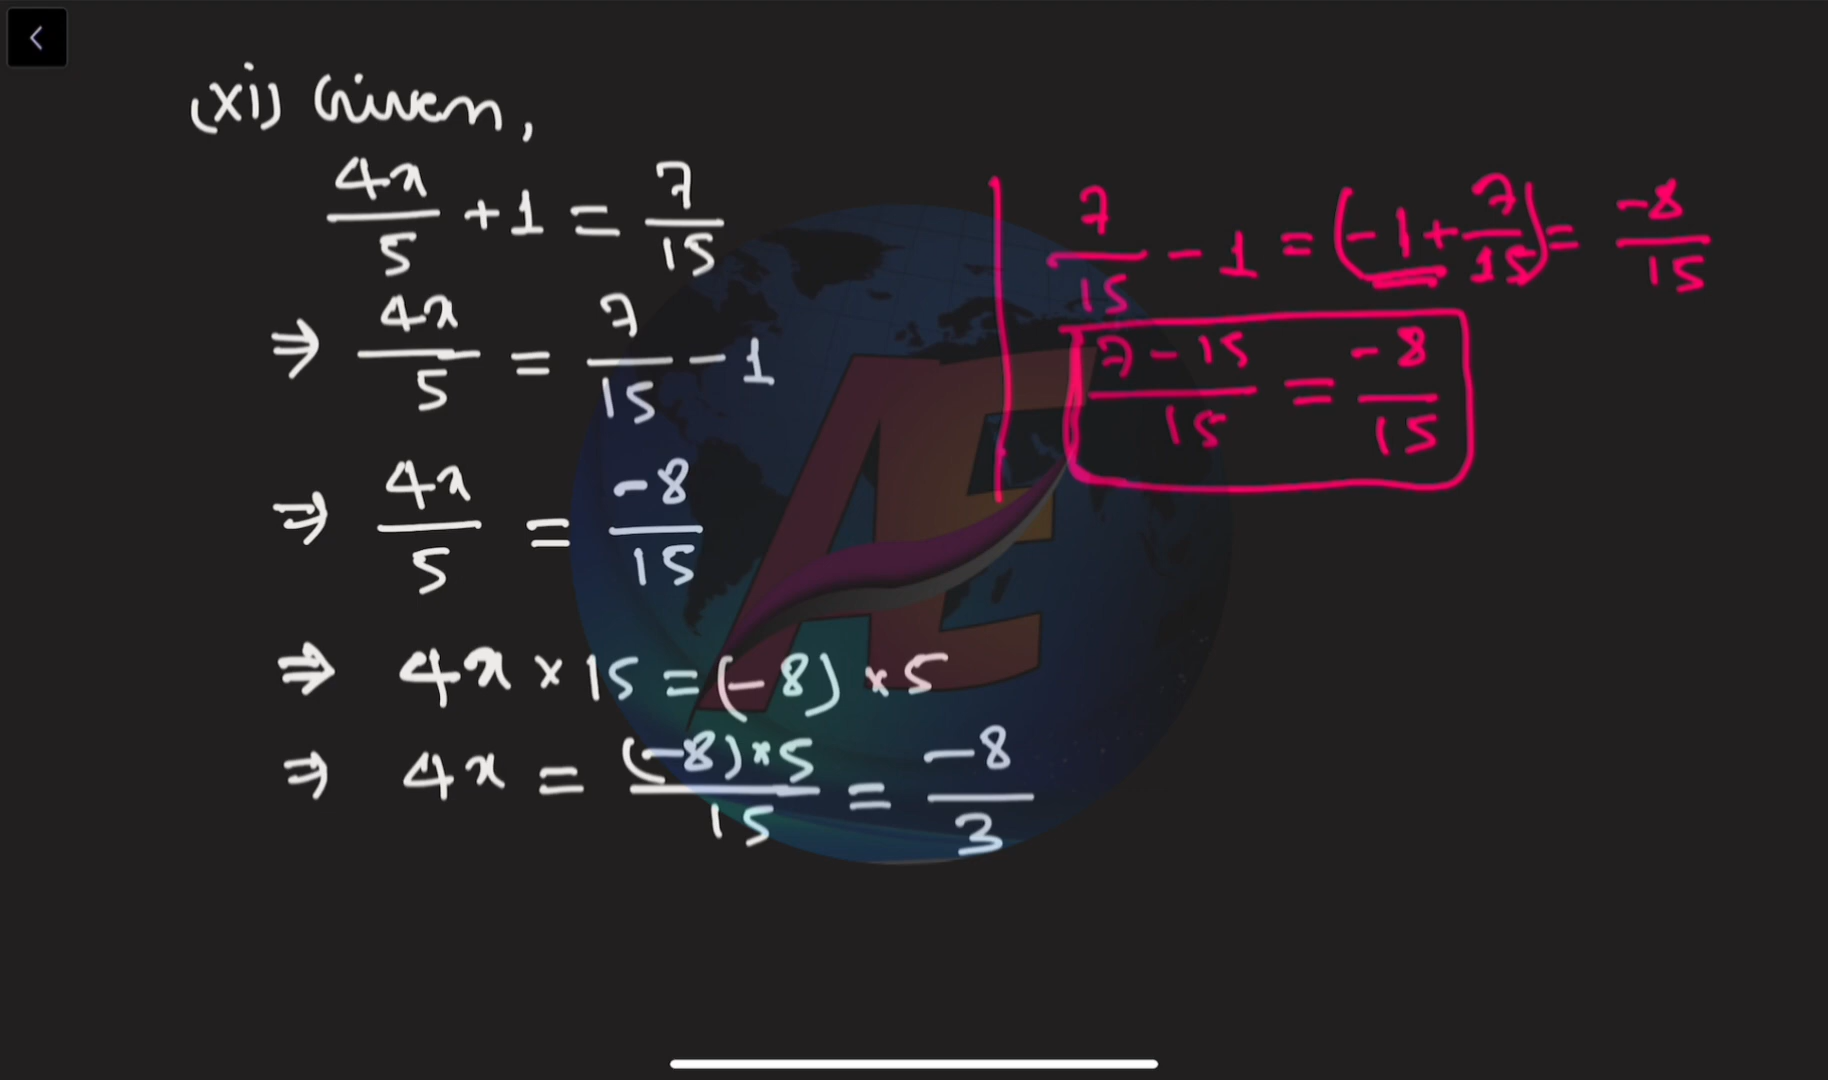 (xi) Given,
4x/5 + 1 = 7/15
⇒ 4x/5 = 7/15 - 1
⇒ 4x/5 = -8/15
⇒ 4x × 15 = (-8) × 5
⇒ 4x = (-8) × 5/15 = -8/3
7/15 - 1 = (-1 + 7/15) = -8/15
7-15/15 = -8/15
AE